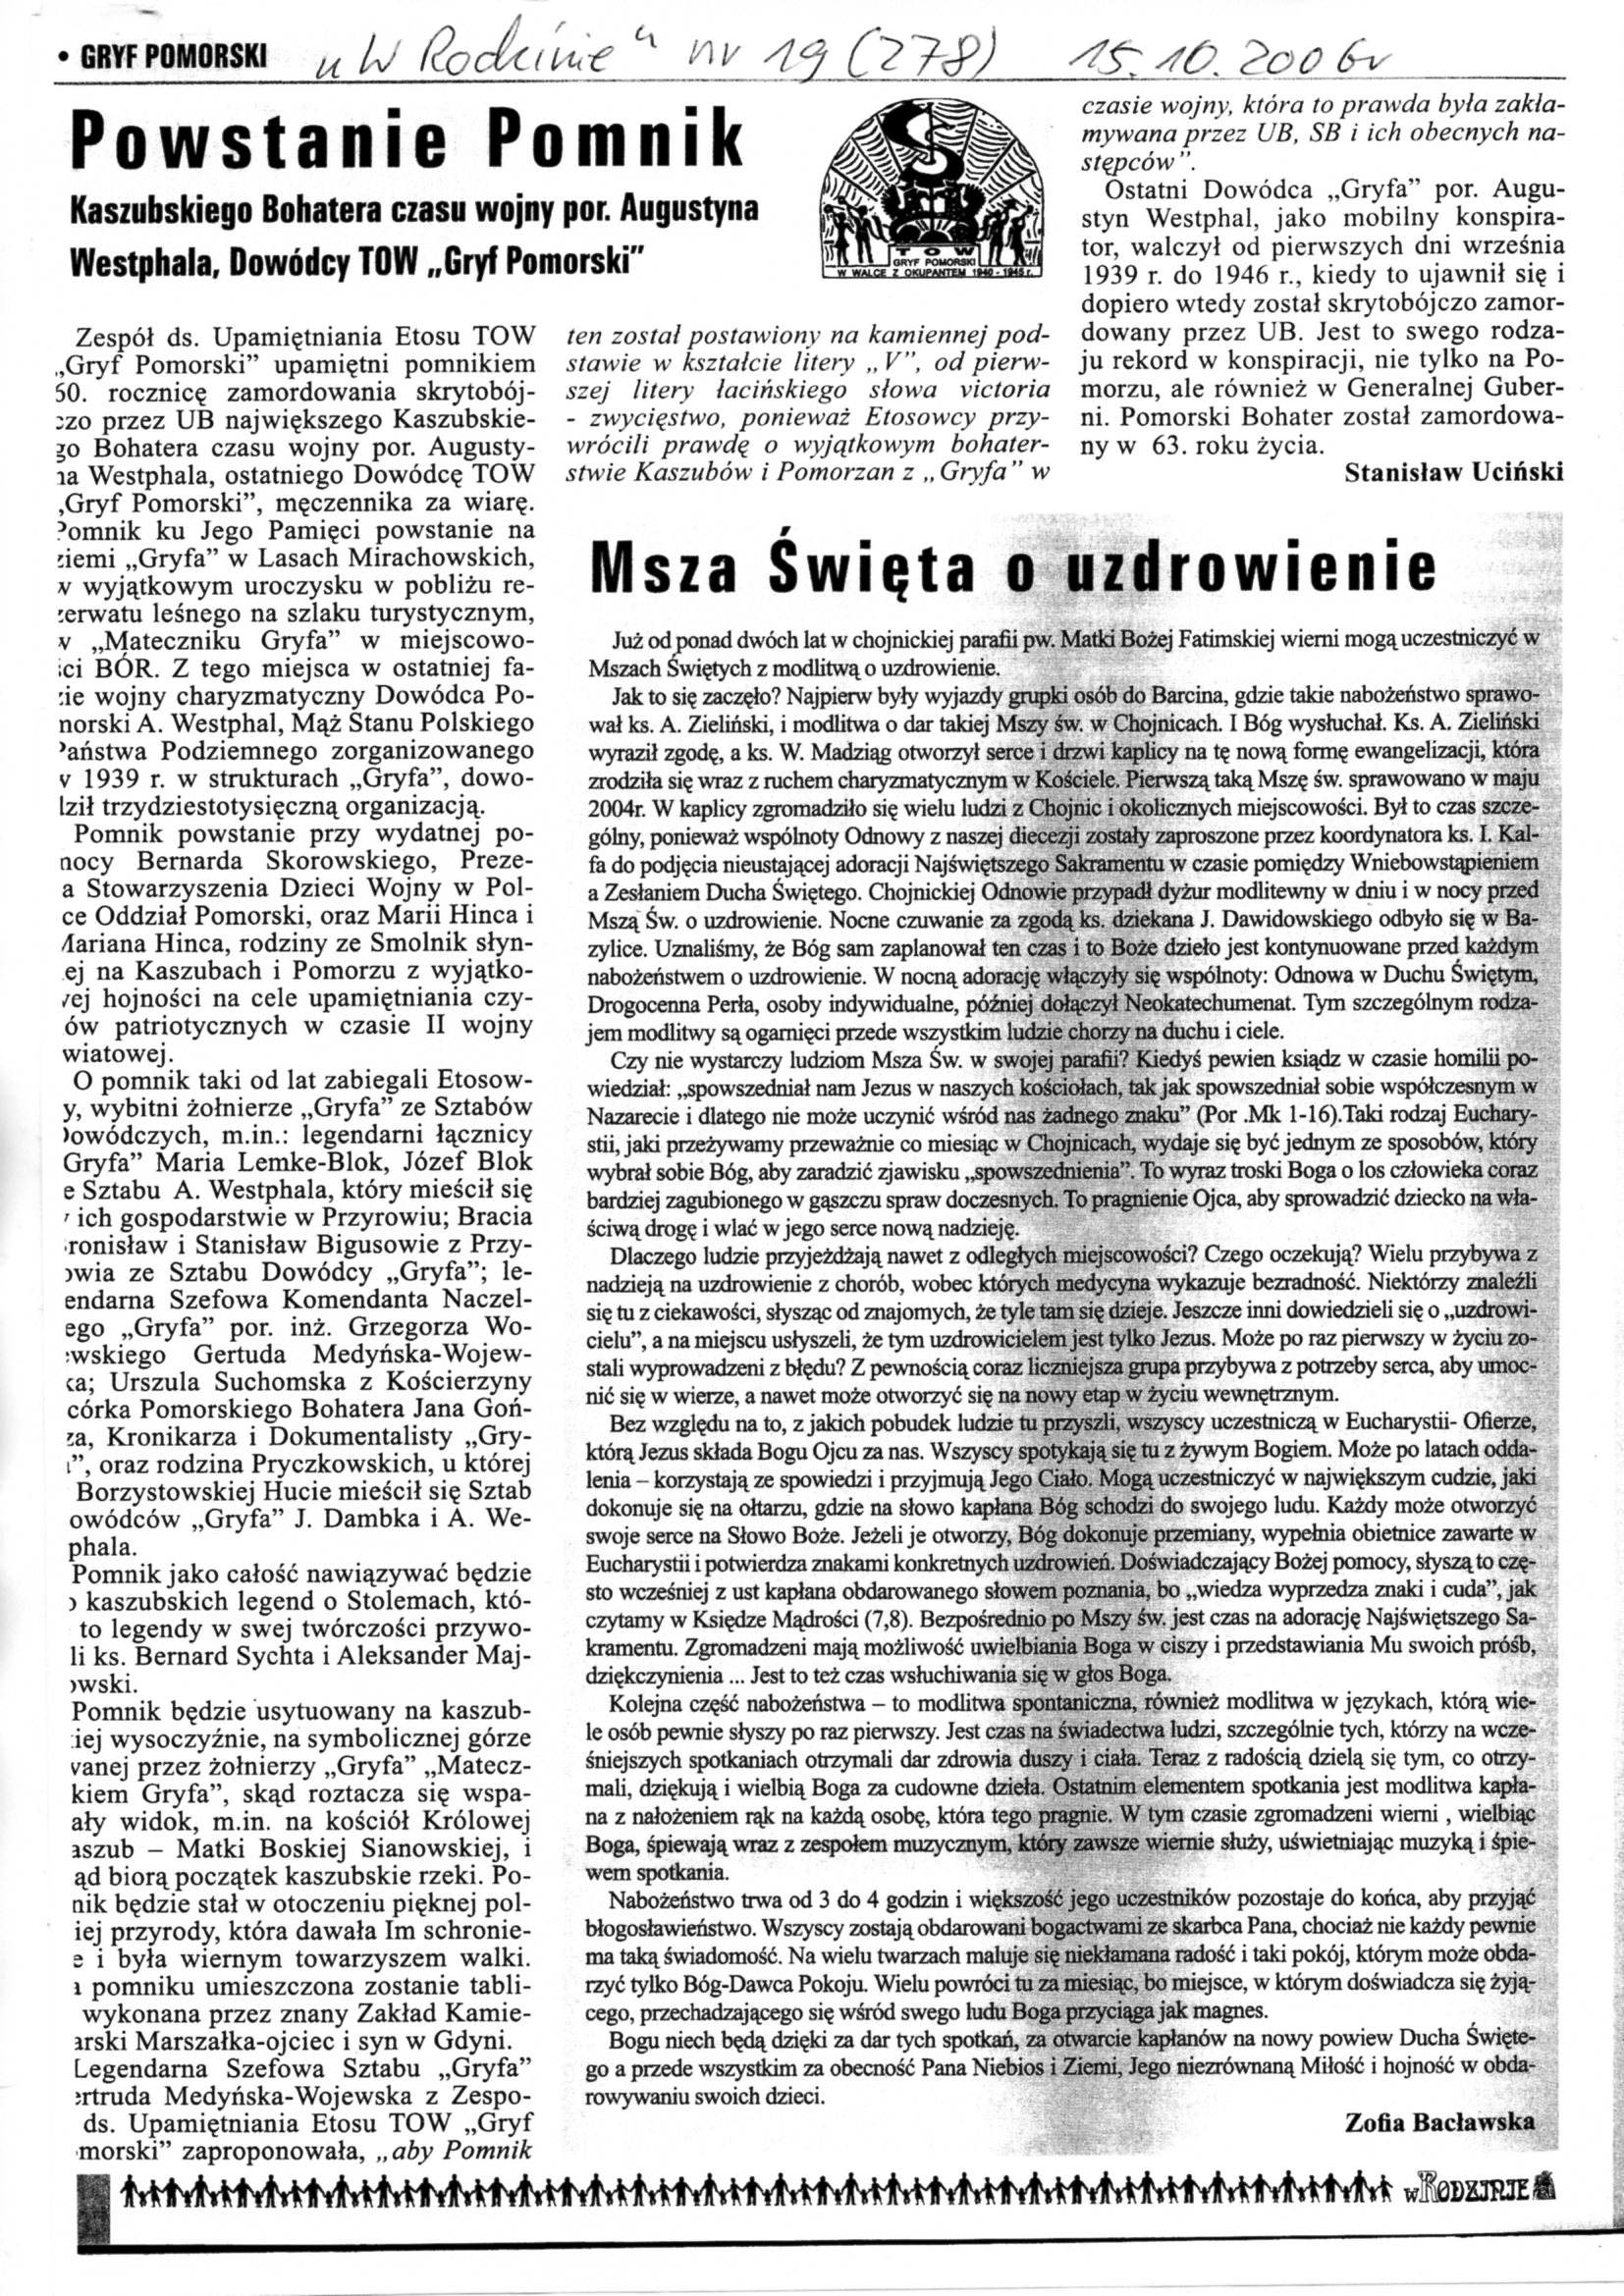 • GRYF POMORSKI
„W Rodzinie" nr 19 (278) 15.10.2006r
Powstanie Pomnik
Kaszubskiego Bohatera czasu wojny por. Augustyna
Westphala, Dowódcy TOW „Gryf Pomorski"
TOW
GRYF POMORSKI
W WALCE Z OKUPANTEM 1940-1945 r.
Zespół ds. Upamiętniania Etosu TOW
„Gryf Pomorski” upamiętni pomnikiem
60. rocznicę zamordowania skrytobój-
czo przez UB największego Kaszubskie-
go Bohatera czasu wojny por. Augusty-
na Westphala, ostatniego Dowódcę TOW
„Gryf Pomorski”, męczennika za wiarę.
Pomnik ku Jego Pamięci powstanie na
ziemi „Gryfa” w Lasach Mirachowskich,
w wyjątkowym uroczysku w pobliżu re-
zerwatu leśnego na szlaku turystycznym,
w „Mateczniku Gryfa” w miejscowo-
ści BÓR. Z tego miejsca w ostatniej fa-
zie wojny charyzmatyczny Dowódca Po-
morski A. Westphal, Mąż Stanu Polskiego
Państwa Podziemnego zorganizowanego
w 1939 r. w strukturach „Gryfa”, dowo-
dził trzydziestotysięczną organizacją.
Pomnik powstanie przy wydatnej po-
mocy Bernarda Skorowskiego, Preze-
a Stowarzyszenia Dzieci Wojny w Pol-
ce Oddział Pomorski, oraz Marii Hinca i
Mariana Hinca, rodziny ze Smolnik słyn-
ej na Kaszubach i Pomorzu z wyjątko-
ej hojności na cele upamiętniania czy-
ów patriotycznych w czasie II wojny
wiatowej.
O pomnik taki od lat zabiegali Etosow-
y, wybitni żołnierze „Gryfa” ze Sztabów
owódczych, m.in.: legendarni łącznicy
Gryfa” Maria Lemke-Blok, Józef Blok
e Sztabu A. Westphala, który mieścił się
ich gospodarstwie w Przyrowiu; Bracia
ronisław i Stanisław Bigusowie z Przy-
owia ze Sztabu Dowódcy „Gryfa”; le-
endarna Szefowa Komendanta Naczel-
ego „Gryfa” por. inż. Grzegorza Wo-
ewskiego Gertuda Medyńska-Wojew-
ka; Urszula Suchomska z Kościerzyny
córka Pomorskiego Bohatera Jana Goń-
za, Kronikarza i Dokumentalisty „Gry-
”, oraz rodzina Pryczkowskich, u której
Borzystowskiej Hucie mieścił się Sztab
owódców „Gryfa” J. Dambka i A. We-
phala.
Pomnik jako całość nawiązywać będzie
o kaszubskich legend o Stolemach, któ-
to legendy w swej twórczości przywo-
li ks. Bernard Sychta i Aleksander Maj-
owski.
Pomnik będzie usytuowany na kaszub-
iej wysoczyźnie, na symbolicznej górze
wanej przez żołnierzy „Gryfa” „Matecz-
kiem Gryfa”, skąd roztacza się wspa-
ały widok, m.in. na kościół Królowej
aszub – Matki Boskiej Sianowskiej, i
ąd biorą początek kaszubskie rzeki. Po-
nik będzie stał w otoczeniu pięknej pol-
iej przyrody, która dawała Im schronie-
e i była wiernym towarzyszem walki.
a pomniku umieszczona zostanie tabli-
wykonana przez znany Zakład Kamie-
arski Marszałka-ojciec i syn w Gdyni.
Legendarna Szefowa Sztabu „Gryfa”
ertruda Medyńska-Wojewska z Zespo-
ds. Upamiętniania Etosu TOW „Gryf
morski” zaproponowała, „aby Pomnik
ten został postawiony na kamiennej pod-
stawie w kształcie litery „V”, od pierw-
szej litery łacińskiego słowa victoria
- zwycięstwo, ponieważ Etosowcy przy-
wrócili prawdę o wyjątkowym bohater-
stwie Kaszubów i Pomorzan z „Gryfa” w
czasie wojny, która to prawda była zakła-
mywana przez UB, SB i ich obecnych na-
stępców”.
Ostatni Dowódca „Gryfa” por. Augu-
styn Westphal, jako mobilny konspira-
tor, walczył od pierwszych dni września
1939 r. do 1946 r., kiedy to ujawnił się i
dopiero wtedy został skrytobójczo zamor-
dowany przez UB. Jest to swego rodza-
ju rekord w konspiracji, nie tylko na Po-
morzu, ale również w Generalnej Guber-
ni. Pomorski Bohater został zamordowa-
ny w 63. roku życia.
Stanisław Uciński
Msza Święta o uzdrowienie
Już od ponad dwóch lat w chojnickiej parafii pw. Matki Bożej Fatimskiej wierni mogą uczestniczyć w
Mszach Świętych z modlitwą o uzdrowienie.
Jak to się zaczęło? Najpierw były wyjazdy grupki osób do Barcina, gdzie takie nabożeństwo sprawo-
wał ks. A. Zieliński, i modlitwa o dar takiej Mszy św. w Chojnicach. I Bóg wysłuchał. Ks. A. Zieliński
wyraził zgodę, a ks. W. Madziąg otworzył serce i drzwi kaplicy na tę nową formę ewangelizacji, która
zrodziła się wraz z ruchem charyzmatycznym w Kościele. Pierwszą taką Mszę św. sprawowano w maju
2004r. W kaplicy zgromadziło się wielu ludzi z Chojnic i okolicznych miejscowości. Był to czas szcze-
gólny, ponieważ wspólnoty Odnowy z naszej diecezji zostały zaproszone przez koordynatora ks. I. Kal-
fa do podjęcia nieustającej adoracji Najświętszego Sakramentu w czasie pomiędzy Wniebowstąpieniem
a Zesłaniem Ducha Świętego. Chojnickiej Odnowie przypadł dyżur modlitewny w dniu i w nocy przed
Mszą Św. o uzdrowienie. Nocne czuwanie za zgodą ks. dziekana J. Dawidowskiego odbyło się w Ba-
zylice. Uznaliśmy, że Bóg sam zaplanował ten czas i to Boże dzieło jest kontynuowane przed każdym
nabożeństwem o uzdrowienie. W nocną adorację włączyły się wspólnoty: Odnowa w Duchu Świętym,
Drogocenna Perła, osoby indywidualne, później dołączył Neokatechumenat. Tym szczególnym rodza-
jem modlitwy są ogarnięci przede wszystkim ludzie chorzy na duchu i ciele.
Czy nie wystarczy ludziom Msza Św. w swojej parafii? Kiedyś pewien ksiądz w czasie homilii po-
wiedział: „spowszedniał nam Jezus w naszych kościołach, tak jak spowszedniał sobie współczesnym w
Nazarecie i dlatego nie może uczynić wśród nas żadnego znaku” (Por .Mk 1-16).Taki rodzaj Euchary-
stii, jaki przeżywamy przeważnie co miesiąc w Chojnicach, wydaje się być jednym ze sposobów, który
wybrał sobie Bóg, aby zaradzić zjawisku „spowszednienia”. To wyraz troski Boga o los człowieka coraz
bardziej zagubionego w gąszczu spraw doczesnych. To pragnienie Ojca, aby sprowadzić dziecko na wła-
ściwą drogę i wlać w jego serce nową nadzieję.
Dlaczego ludzie przyjeżdżają nawet z odległych miejscowości? Czego oczekują? Wielu przybywa z
nadzieją na uzdrowienie z chorób, wobec których medycyna wykazuje bezradność. Niektórzy znaleźli
się tu z ciekawości, słysząc od znajomych, że tyle tam się dzieje. Jeszcze inni dowiedzieli się o „uzdrowi-
cielu”, a na miejscu usłyszeli, że tym uzdrowicielem jest tylko Jezus. Może po raz pierwszy w życiu zo-
stali wyprowadzeni z błędu? Z pewnością coraz liczniejsza grupa przybywa z potrzeby serca, aby umoc-
nić się w wierze, a nawet może otworzyć się na nowy etap w życiu wewnętrznym.
Bez względu na to, z jakich pobudek ludzie tu przyszli, wszyscy uczestniczą w Eucharystii- Ofierze,
którą Jezus składa Bogu Ojcu za nas. Wszyscy spotykają się tu z żywym Bogiem. Może po latach odda-
lenia – korzystają ze spowiedzi i przyjmują Jego Ciało. Mogą uczestniczyć w największym cudzie, jaki
dokonuje się na ołtarzu, gdzie na słowo kapłana Bóg schodzi do swojego ludu. Każdy może otworzyć
swoje serce na Słowo Boże. Jeżeli je otworzy, Bóg dokonuje przemiany, wypełnia obietnice zawarte w
Eucharystii i potwierdza znakami konkretnych uzdrowień. Doświadczający Bożej pomocy, słyszą to czę-
sto wcześniej z ust kapłana obdarowanego słowem poznania, bo „wiedza wyprzedza znaki i cuda”, jak
czytamy w Księdze Mądrości (7,8). Bezpośrednio po Mszy św. jest czas na adorację Najświętszego Sa-
kramentu. Zgromadzeni mają możliwość uwielbiania Boga w ciszy i przedstawiania Mu swoich próśb,
dziękczynienia ... Jest to też czas wsłuchiwania się w głos Boga.
Kolejna część nabożeństwa – to modlitwa spontaniczna, również modlitwa w językach, którą wie-
le osób pewnie słyszy po raz pierwszy. Jest czas na świadectwa ludzi, szczególnie tych, którzy na wcze-
śniejszych spotkaniach otrzymali dar zdrowia duszy i ciała. Teraz z radością dzielą się tym, co otrzy-
mali, dziękują i wielbią Boga za cudowne dzieła. Ostatnim elementem spotkania jest modlitwa kapła-
na z nałożeniem rąk na każdą osobę, która tego pragnie. W tym czasie zgromadzeni wierni , wielbiąc
Boga, śpiewają wraz z zespołem muzycznym, który zawsze wiernie służy, uświetniając muzyką i śpie-
wem spotkania.
Nabożeństwo trwa od 3 do 4 godzin i większość jego uczestników pozostaje do końca, aby przyjąć
błogosławieństwo. Wszyscy zostają obdarowani bogactwami ze skarbca Pana, chociaż nie każdy pewnie
ma taką świadomość. Na wielu twarzach maluje się niekłamana radość i taki pokój, którym może obda-
rzyć tylko Bóg-Dawca Pokoju. Wielu powróci tu za miesiąc, bo miejsce, w którym doświadcza się żyją-
cego, przechadzającego się wśród swego ludu Boga przyciąga jak magnes.
Bogu niech będą dzięki za dar tych spotkań, za otwarcie kapłanów na nowy powiew Ducha Święte-
go a przede wszystkim za obecność Pana Niebios i Ziemi, Jego niezrównaną Miłość i hojność w obda-
rowywaniu swoich dzieci.
Zofia Bacławska
wRODZINIE